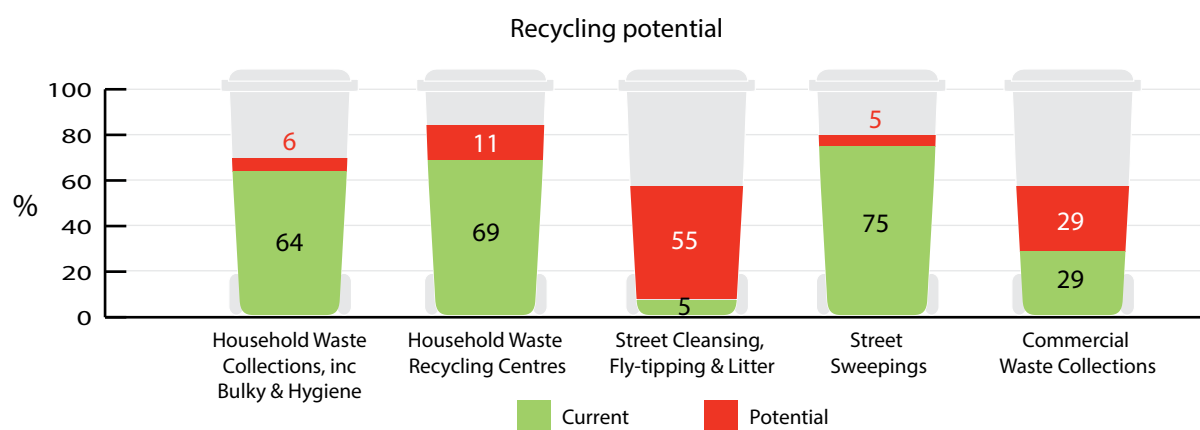 Recycling potential
100
80
60
40
20
0
%
6
64
11
69
55
5
5
75
29
29
Household Waste
Collections, inc
Bulky & Hygiene
Household Waste
Recycling Centres
Street Cleansing,
Fly-tipping & Litter
Street
Sweepings
Commercial
Waste Collections
Current
Potential